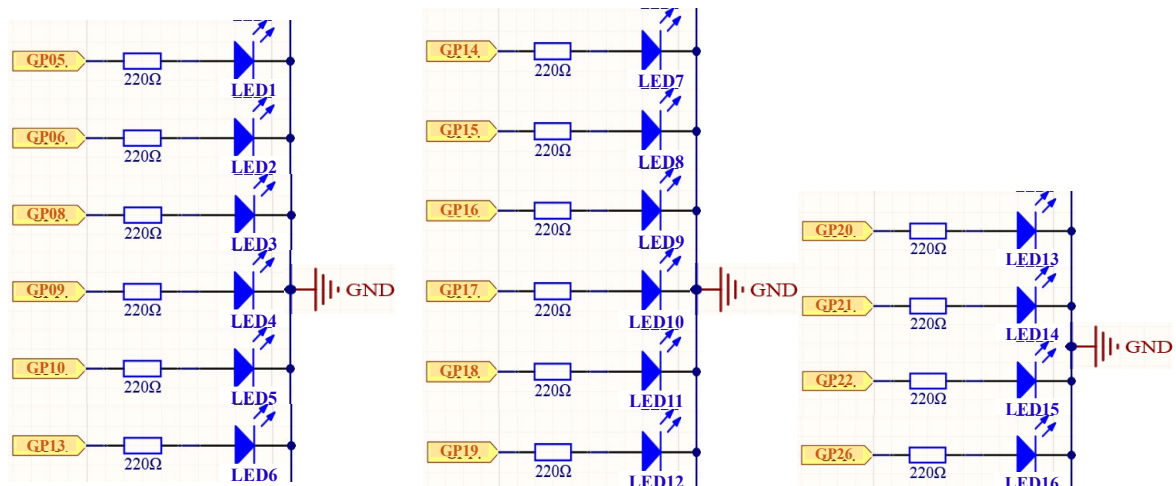 GP05
220Ω
LED1
GP06
220Ω
LED2
GP08
220Ω
LED3
GP09
220Ω
LED4
GND
GP10
220Ω
LED5
GP13
220Ω
LED6
GP14
220Ω
LED7
GP15
220Ω
LED8
GP16
220Ω
LED9
GP17
220Ω
LED10
GND
GP18
220Ω
LED11
GP19
220Ω
LED12
GP20
220Ω
LED13
GP21
220Ω
LED14
GND
GP22
220Ω
LED15
GP26
220Ω
LED16